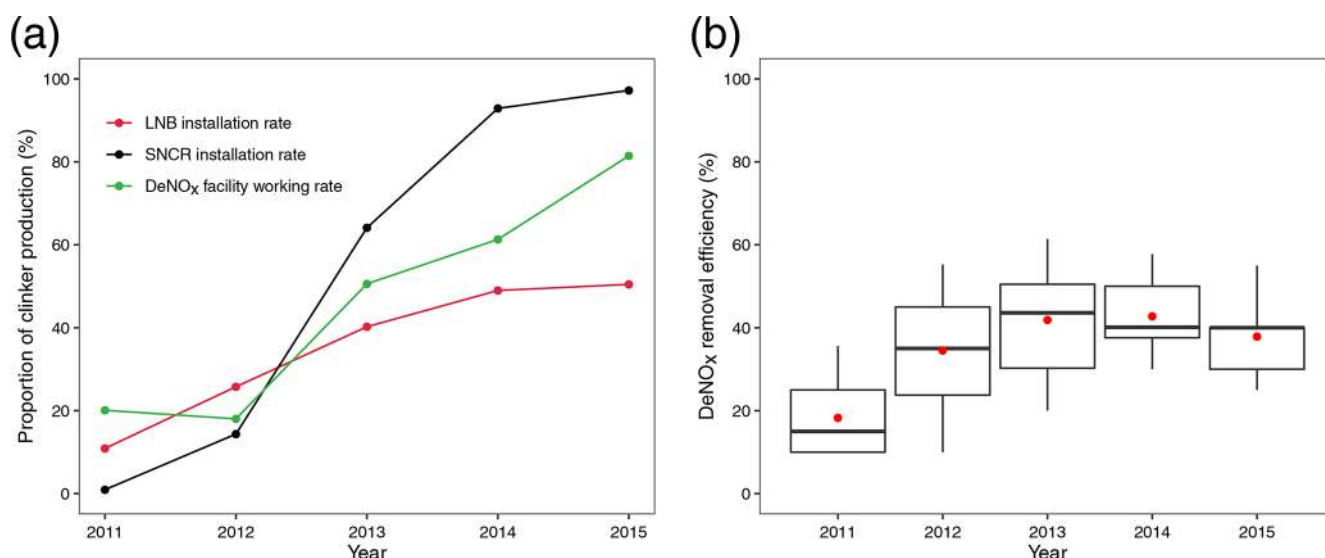 (a)
Proportion of clinker production (%)
100
80
60
40
20
0
LNB installation rate
SNCR installation rate
DeNOx facility working rate
2011 2012 2013 2014 2015
Year
(b)
DeNOx removal efficiency (%)
100
80
60
40
20
0
2011 2012 2013 2014 2015
Year